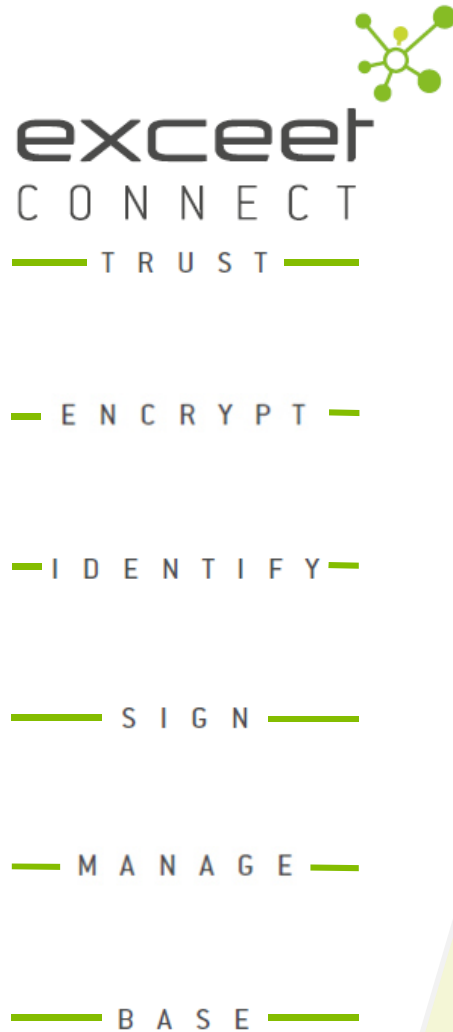 exceet
CONNECT
TRUST
ENCRYPT
IDENTIFY
SIGN
MANAGE
BASE